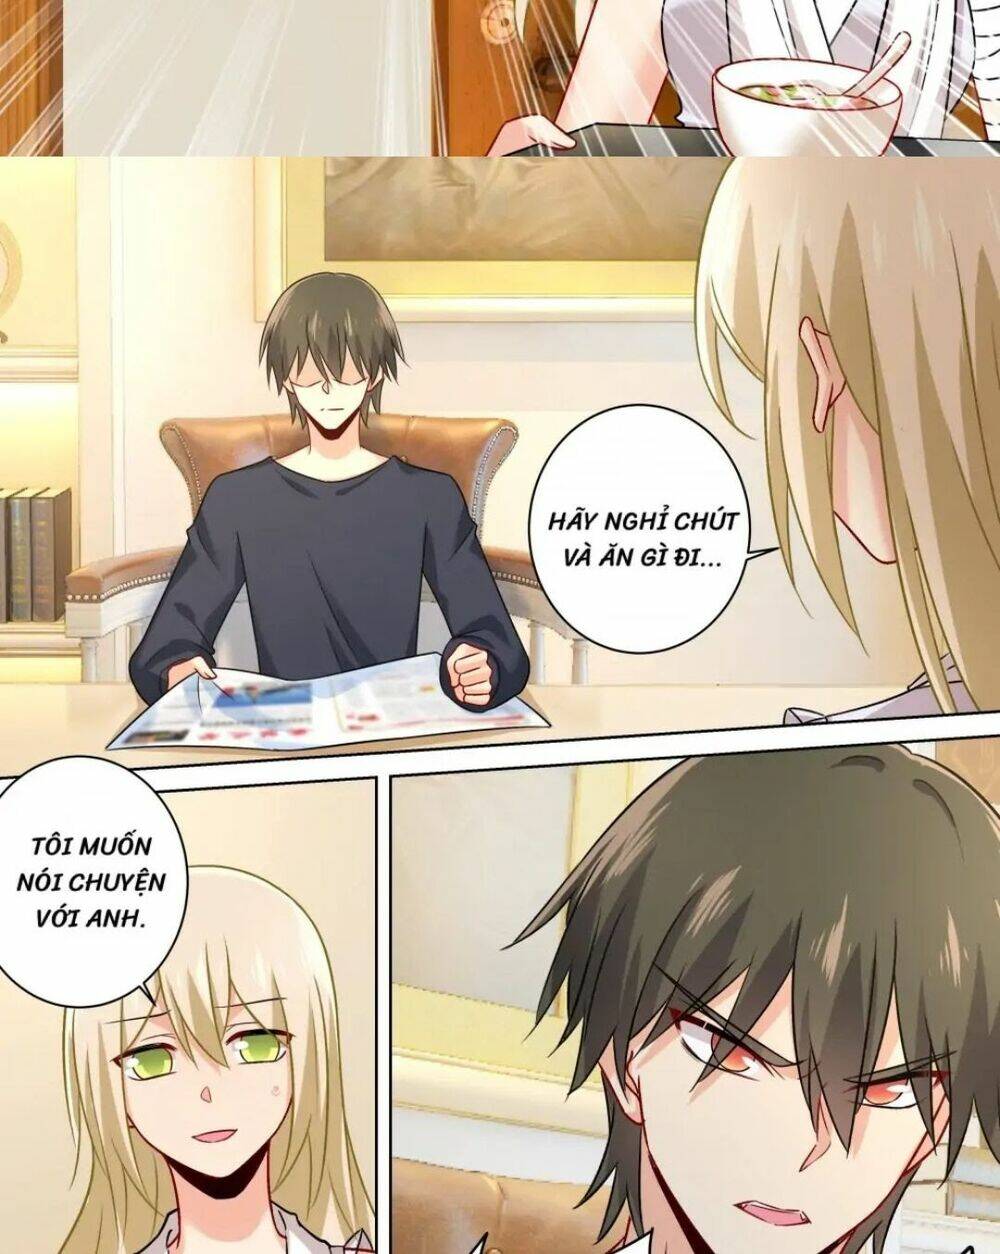 HÃY NGHỈ CHÚT
VÀ ĂN GÌ ĐI...
TÔI MUỐN
NÓI CHUYỆN
VỚI ANH.